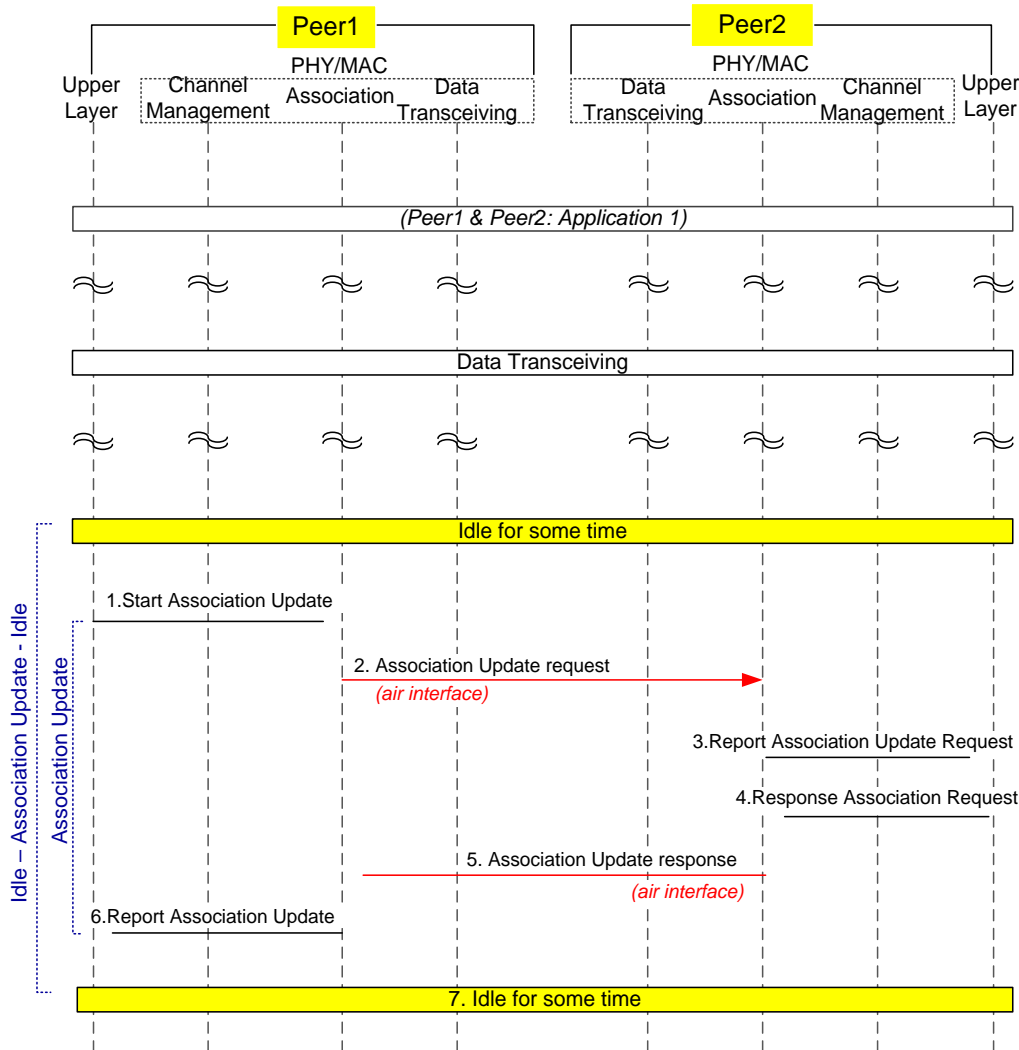 Peer1
Peer2
PHY/MAC
PHY/MAC
Upper
Layer
Channel
Management
Association
Data
Transceiving
Data
Transceiving
Association
Channel
Management
Upper
Layer
(Peer1 & Peer2: Application 1)
Data Transceiving
Idle for some time
1.Start Association Update
2. Association Update request
(air interface)
3.Report Association Update Request
4.Response Association Request
5. Association Update response
(air interface)
6.Report Association Update
7. Idle for some time
Idle – Association Update - Idle
Association Update